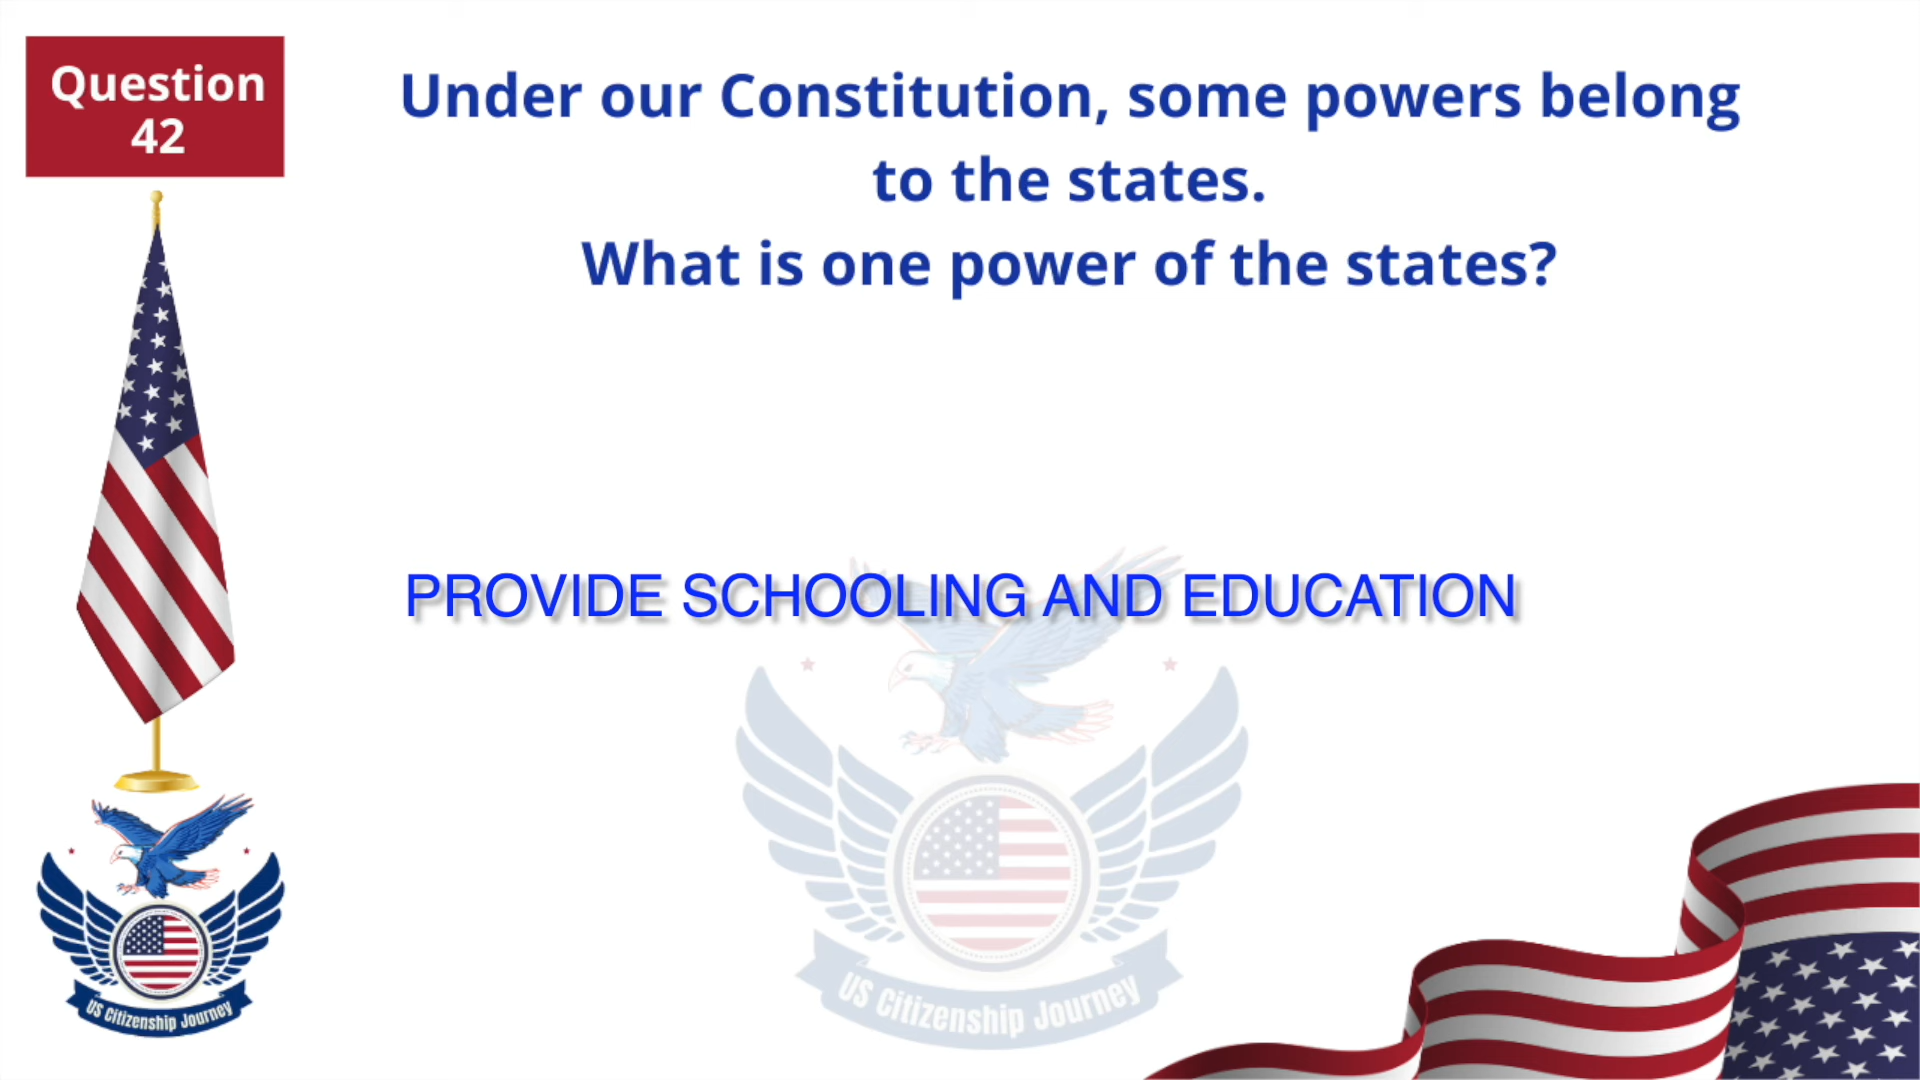 Question
42
Under our Constitution, some powers belong
to the states.
What is one power of the states?
PROVIDE SCHOOLING AND EDUCATION
US Citizenship Journey
US Citizenship Journey